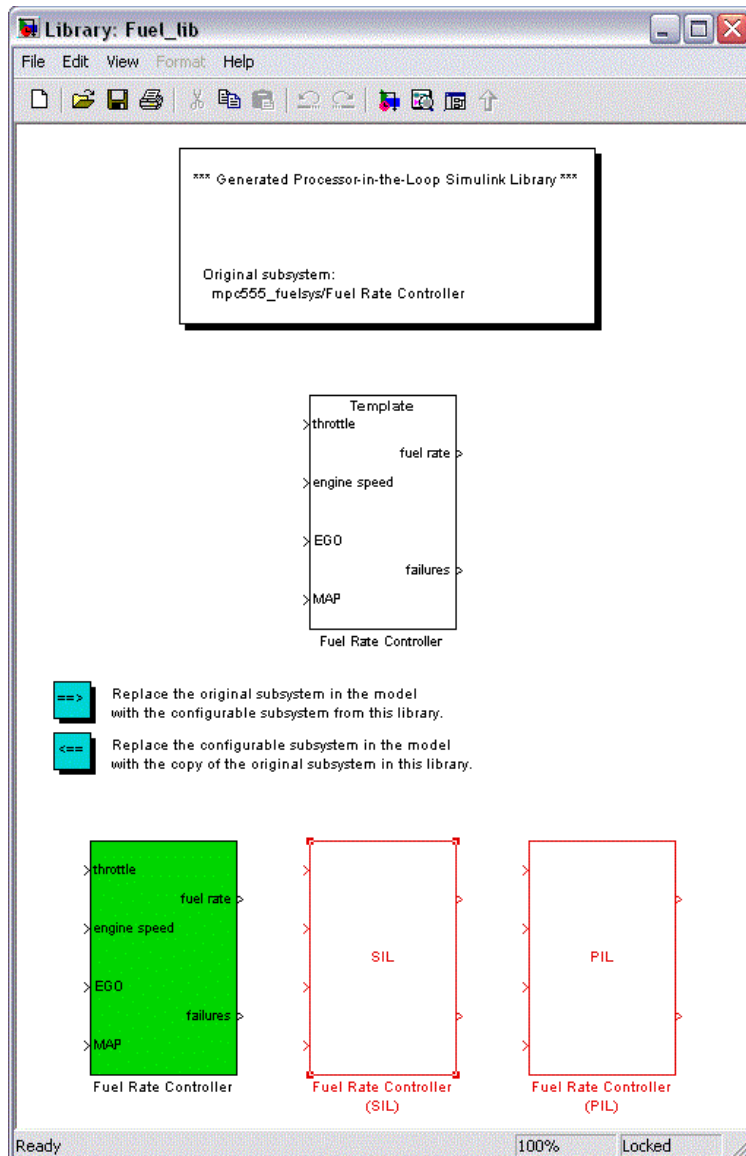 Library: Fuel_lib
File Edit View Format Help
*** Generated Processor-in-the-Loop Simulink Library ***
Original subsystem:
mpc555_fuelsys/Fuel Rate Controller
Template
throttle
fuel rate
engine speed
EGO
failures
MAP
Fuel Rate Controller
==> Replace the original subsystem in the model
with the configurable subsystem from this library.
<== Replace the configurable subsystem in the model
with the copy of the original subsystem in this library.
throttle
fuel rate
engine speed
EGO
failures
MAP
Fuel Rate Controller
SIL
Fuel Rate Controller
(SIL)
PIL
Fuel Rate Controller
(PIL)
Ready 100% Locked